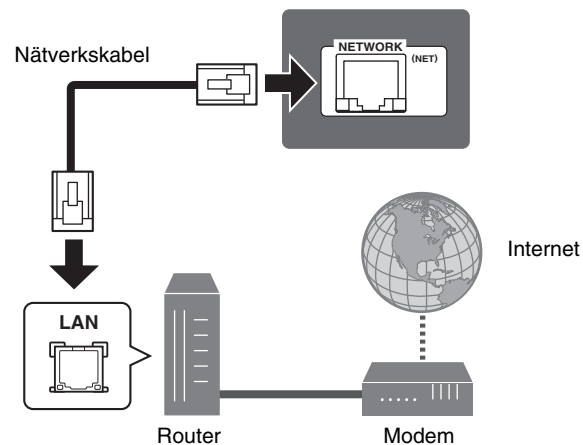 Nätverkskabel
NETWORK
(NET)
Internet
LAN
Router
Modem